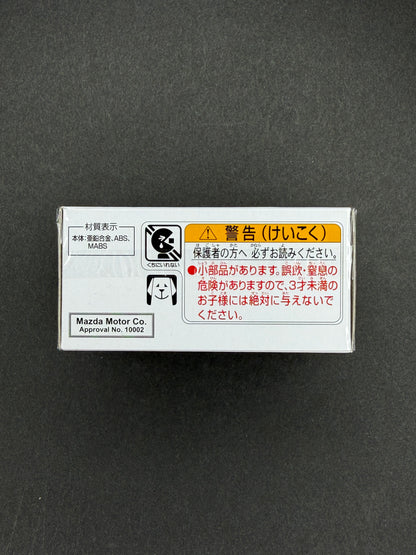 材質表示
本体:亜鉛合金、ABS、
MABS
くちにいれない
Mazda Motor Co.
Approval No. 10002
警告(けいこく)
保護者の方へ 必ずお読みください。
●小部品があります。誤飲・窒息の
危険がありますので、3才未満の
お子様には絶対に与えないで
ください。